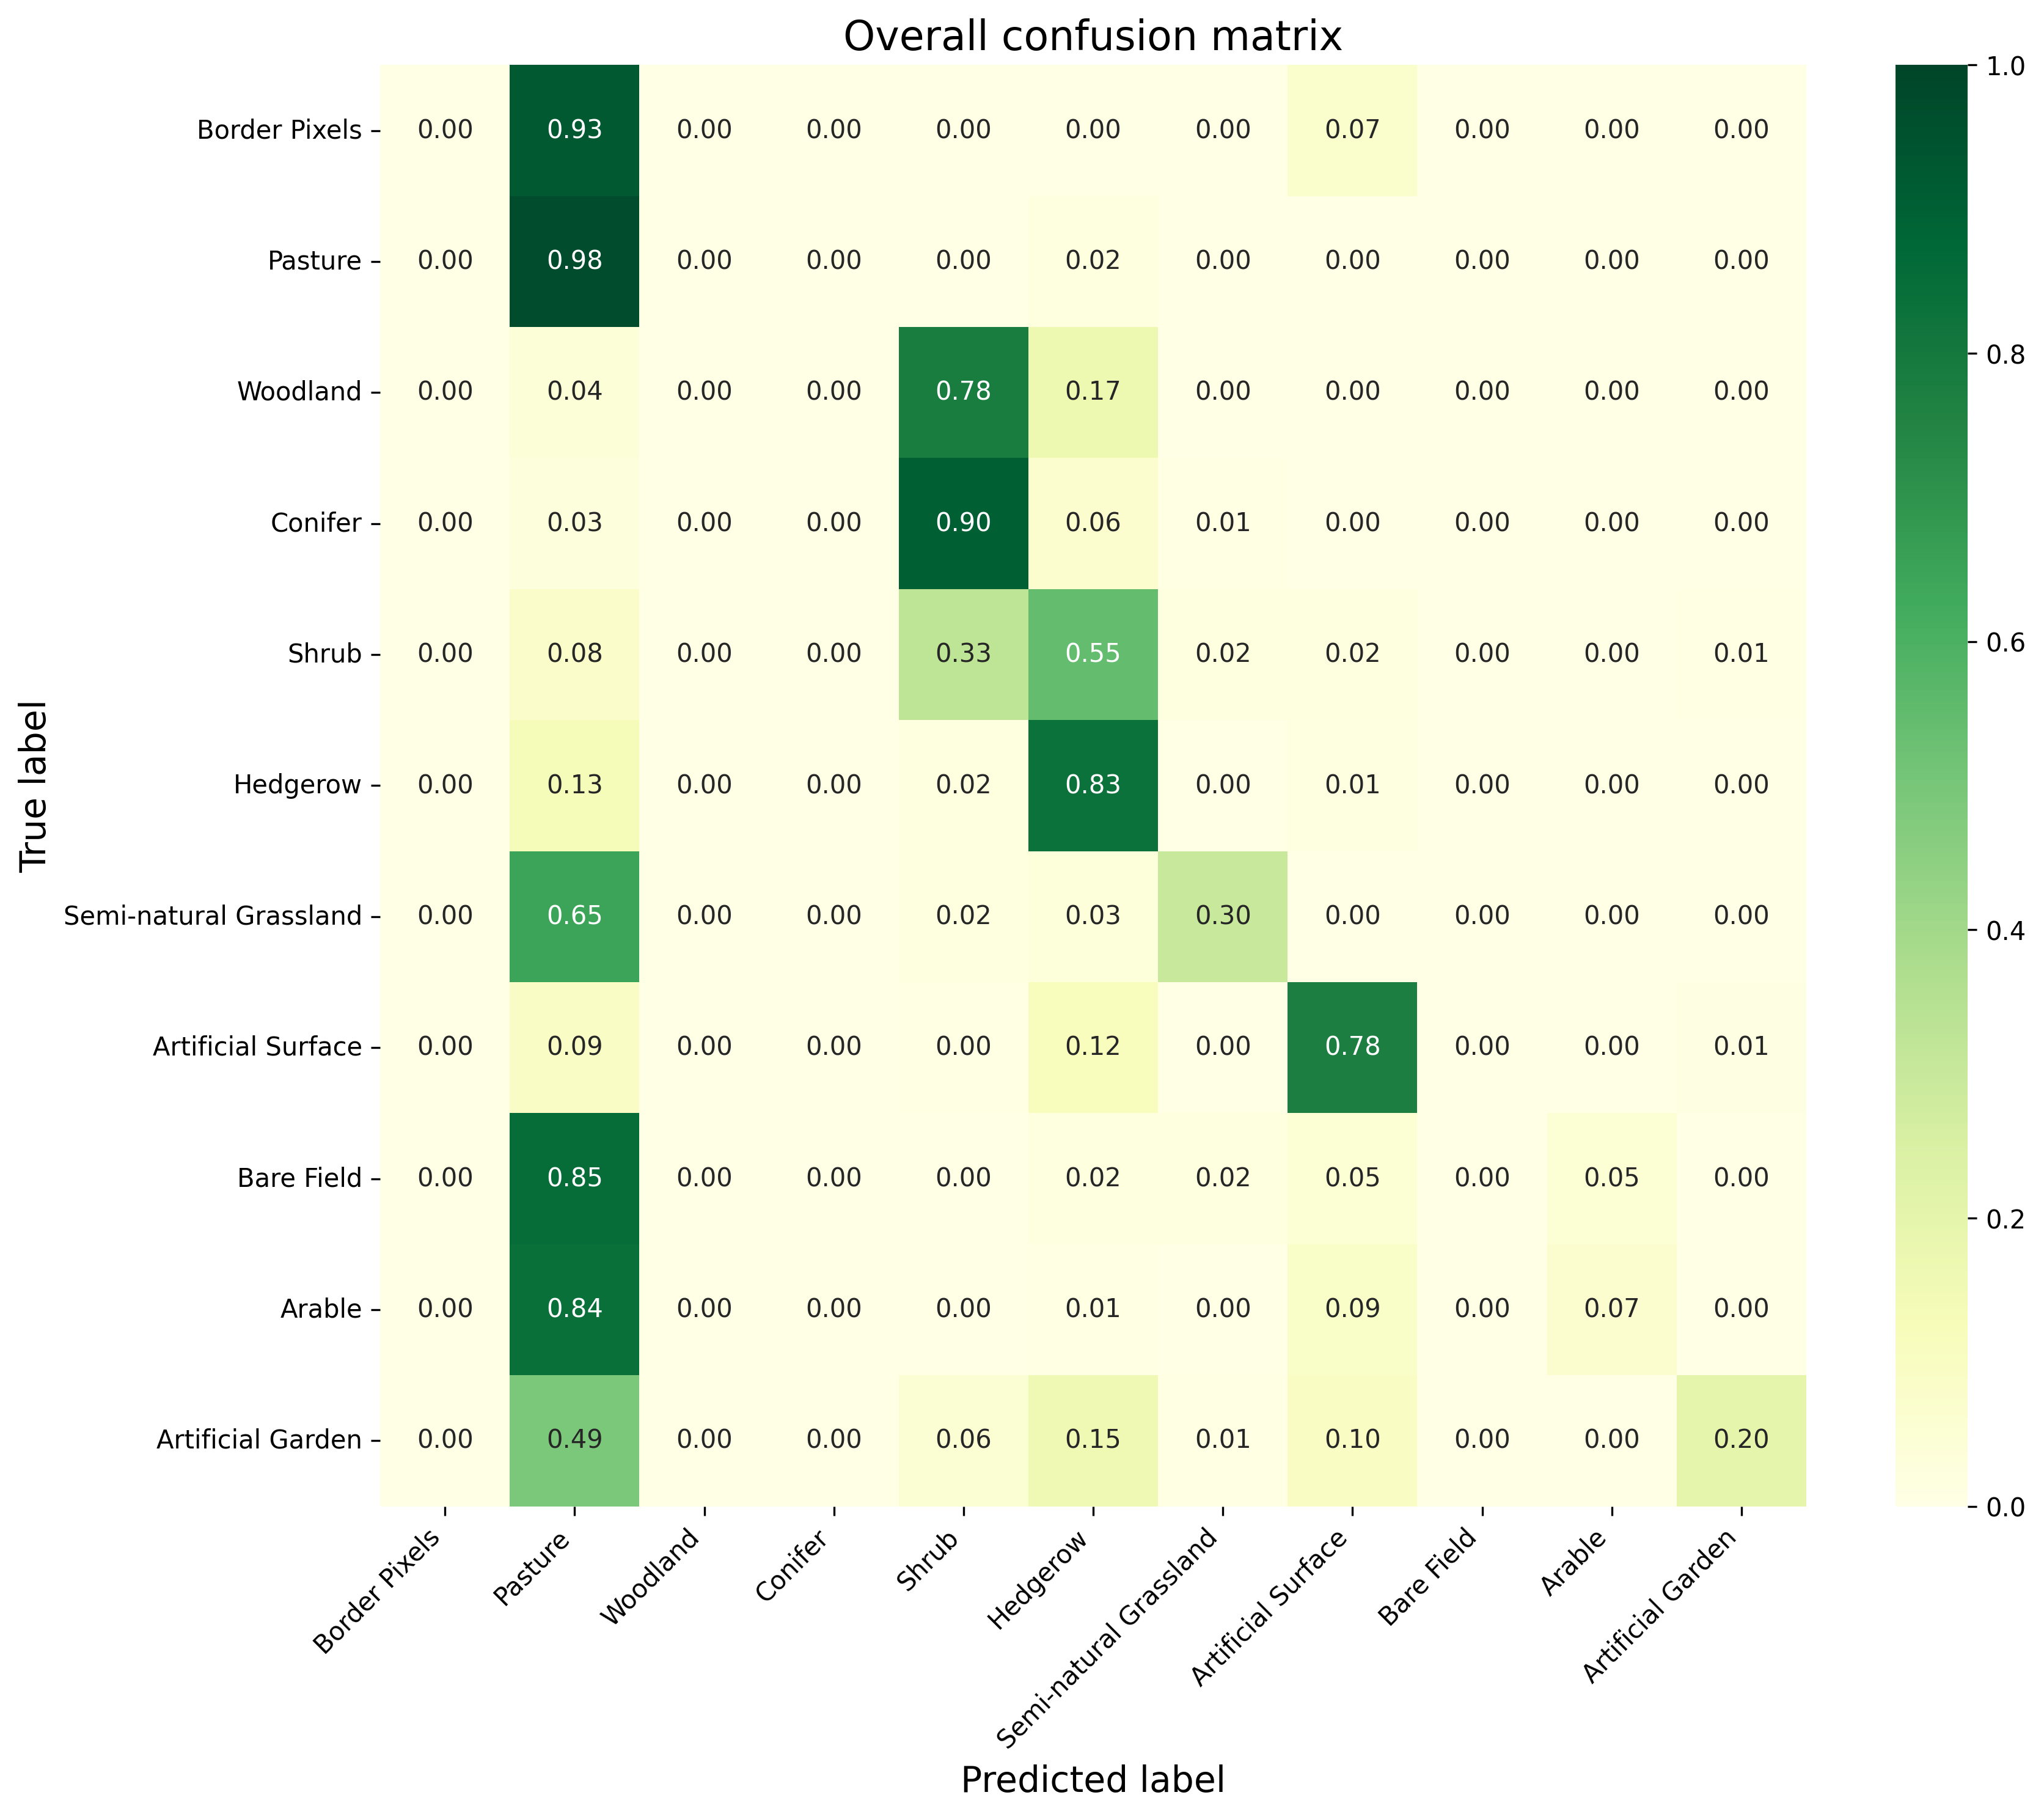 Overall confusion matrix
Border Pixels 0.00 0.93 0.00 0.00 0.00 0.00 0.00 0.07 0.00 0.00 0.00
Pasture 0.00 0.98 0.00 0.00 0.00 0.02 0.00 0.00 0.00 0.00 0.00
Woodland 0.00 0.04 0.00 0.00 0.78 0.17 0.00 0.00 0.00 0.00 0.00
Conifer 0.00 0.03 0.00 0.00 0.90 0.06 0.01 0.00 0.00 0.00 0.00
Shrub 0.00 0.08 0.00 0.00 0.33 0.55 0.02 0.02 0.00 0.00 0.01
Hedgerow 0.00 0.13 0.00 0.00 0.02 0.83 0.00 0.01 0.00 0.00 0.00
Semi-natural Grassland 0.00 0.65 0.00 0.00 0.02 0.03 0.30 0.00 0.00 0.00 0.00
Artificial Surface 0.00 0.09 0.00 0.00 0.00 0.12 0.00 0.78 0.00 0.00 0.01
Bare Field 0.00 0.85 0.00 0.00 0.00 0.02 0.02 0.05 0.00 0.05 0.00
Arable 0.00 0.84 0.00 0.00 0.00 0.01 0.00 0.09 0.00 0.07 0.00
Artificial Garden 0.00 0.49 0.00 0.00 0.06 0.15 0.01 0.10 0.00 0.00 0.20
True label
Border Pixels
Pasture
Woodland
Conifer
Shrub
Hedgerow
Semi-natural Grassland
Artificial Surface
Bare Field
Arable
Artificial Garden
Predicted label
1.0
0.8
0.6
0.4
0.2
0.0